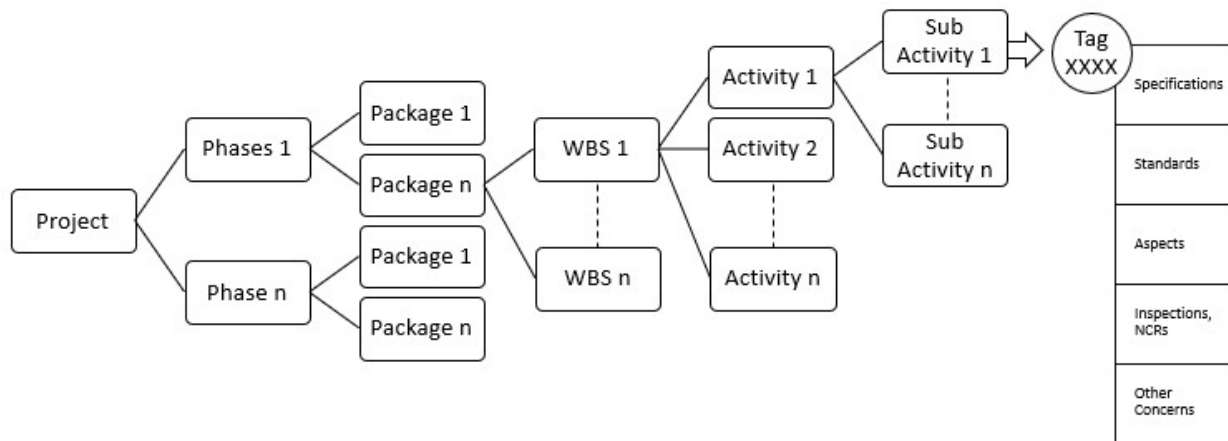 Project
Phases 1
Phase n
Package 1
Package n
Package 1
Package n
WBS 1
WBS n
Activity 1
Activity 2
Activity n
Sub
Activity 1
Sub
Activity n
Tag
XXXX
Specifications
Standards
Aspects
Inspections,
NCRs
Other
Concerns